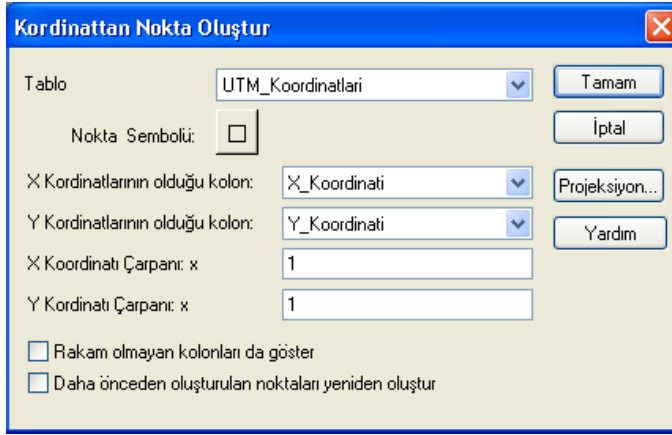 Kordinattan Nokta Oluştur
Tablo
UTM_Koordinatlari
Tamam
Nokta Sembolü:
İptal
X Kordinatlarının olduğu kolon:
X_Koordinati
Projeksiyon...
Y Kordinatlarının olduğu kolon:
Y_Koordinati
Yardım
X Koordinatı Çarpanı: x
1
Y Kordinatı Çarpanı: x
1
Rakam olmayan kolonları da göster
Daha önceden oluşturulan noktaları yeniden oluştur